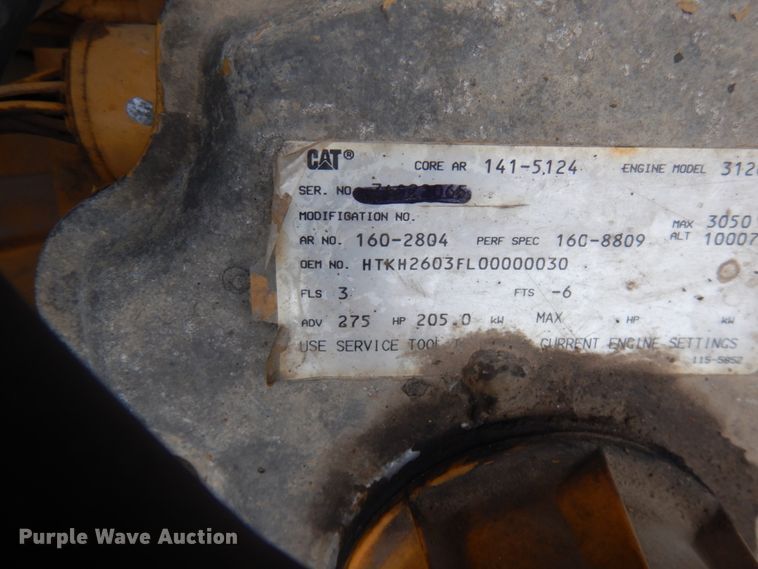 CAT® CORE AR 141-5124 ENGINE MODEL 312
SER. NO
MODIFICATION NO. MAX 3050
AR NO. 160-2804 PERF SPEC 160-8809 ALT 10007
OEM NO. HTKH2603FL00000030
FLS 3 FTS -6
ADV 275 HP 205.0 kW MAX HP kW
USE SERVICE TOOL CURRENT ENGINE SETTINGS
115-5852
Purple Wave Auction